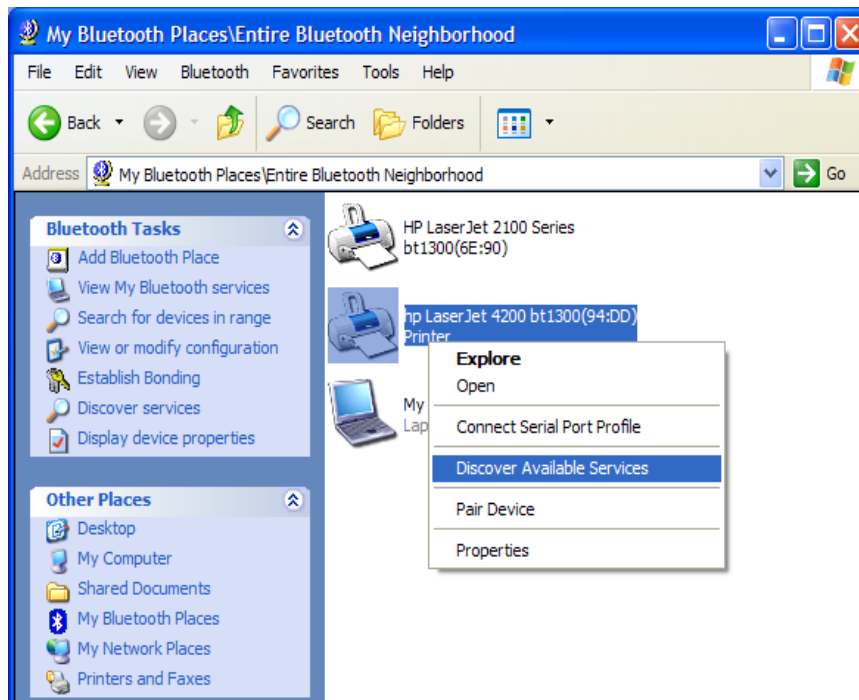 My Bluetooth Places\Entire Bluetooth Neighborhood
File Edit View Bluetooth Favorites Tools Help
Back Search Folders
Address My Bluetooth Places\Entire Bluetooth Neighborhood Go
Bluetooth Tasks
Add Bluetooth Place
View My Bluetooth services
Search for devices in range
View or modify configuration
Establish Bonding
Discover services
Display device properties
Other Places
Desktop
My Computer
Shared Documents
My Bluetooth Places
My Network Places
Printers and Faxes
HP LaserJet 2100 Series
bt1300(6E:90)
hp LaserJet 4200 bt1300(94:DD)
Printer
My
Lap
Explore
Open
Connect Serial Port Profile
Discover Available Services
Pair Device
Properties